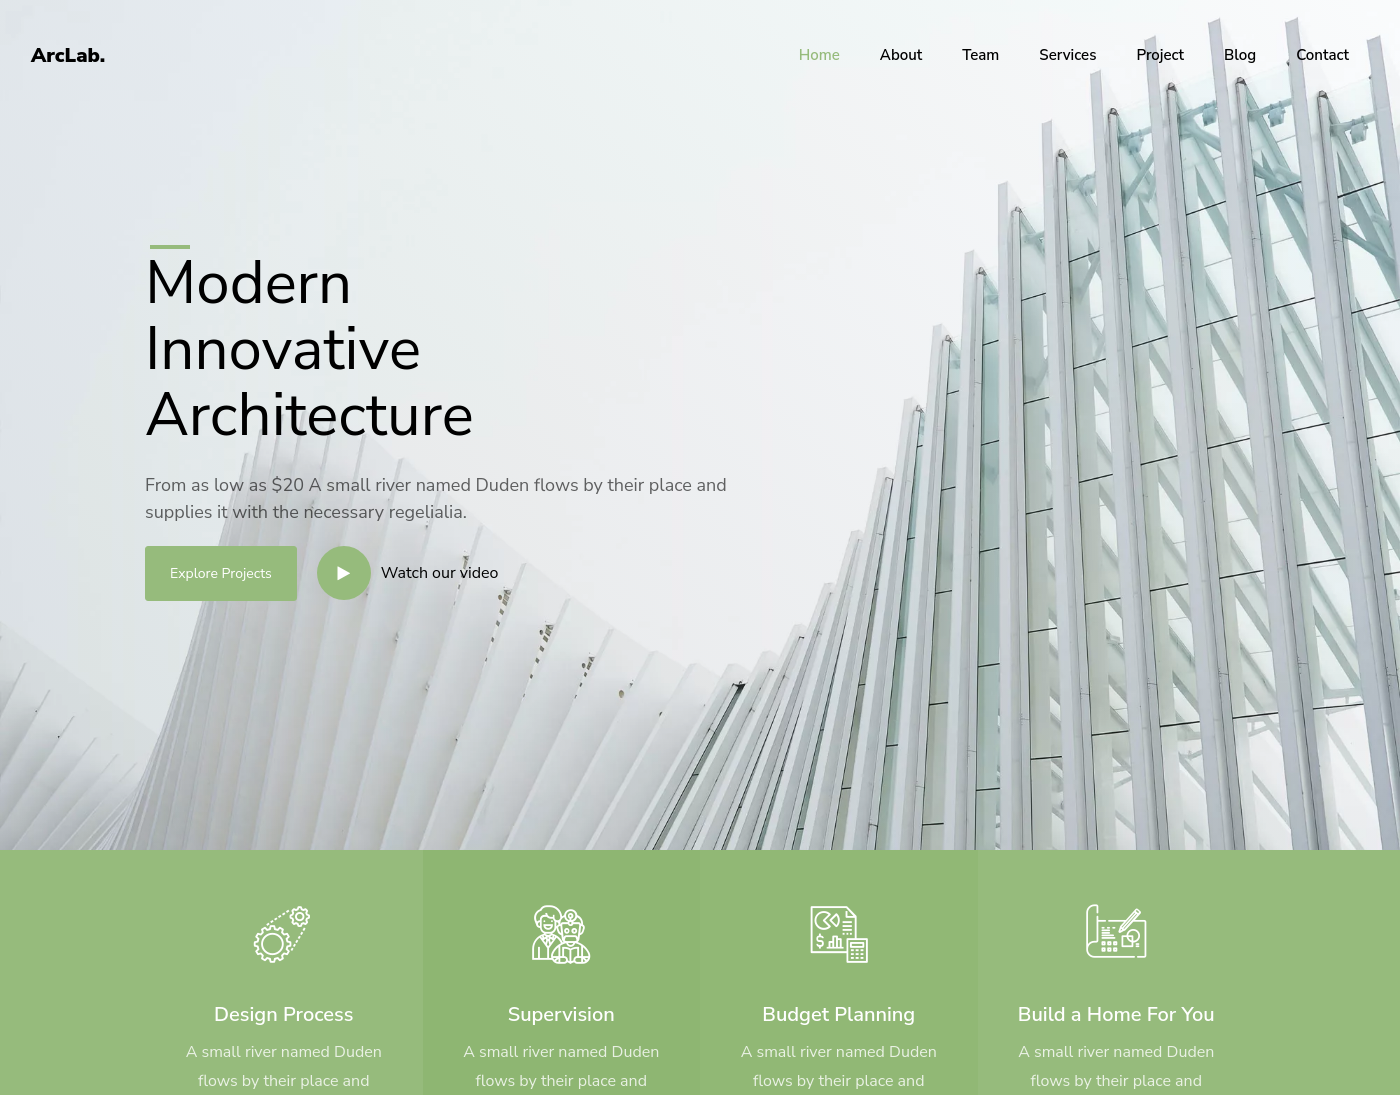 ArcLab.
Home About Team Services Project Blog Contact
Modern
Innovative
Architecture
From as low as $20 A small river named Duden flows by their place and
supplies it with the necessary regelialia.
Explore Projects
Watch our video
Design Process
A small river named Duden
flows by their place and
Supervision
A small river named Duden
flows by their place and
Budget Planning
A small river named Duden
flows by their place and
Build a Home For You
A small river named Duden
flows by their place and